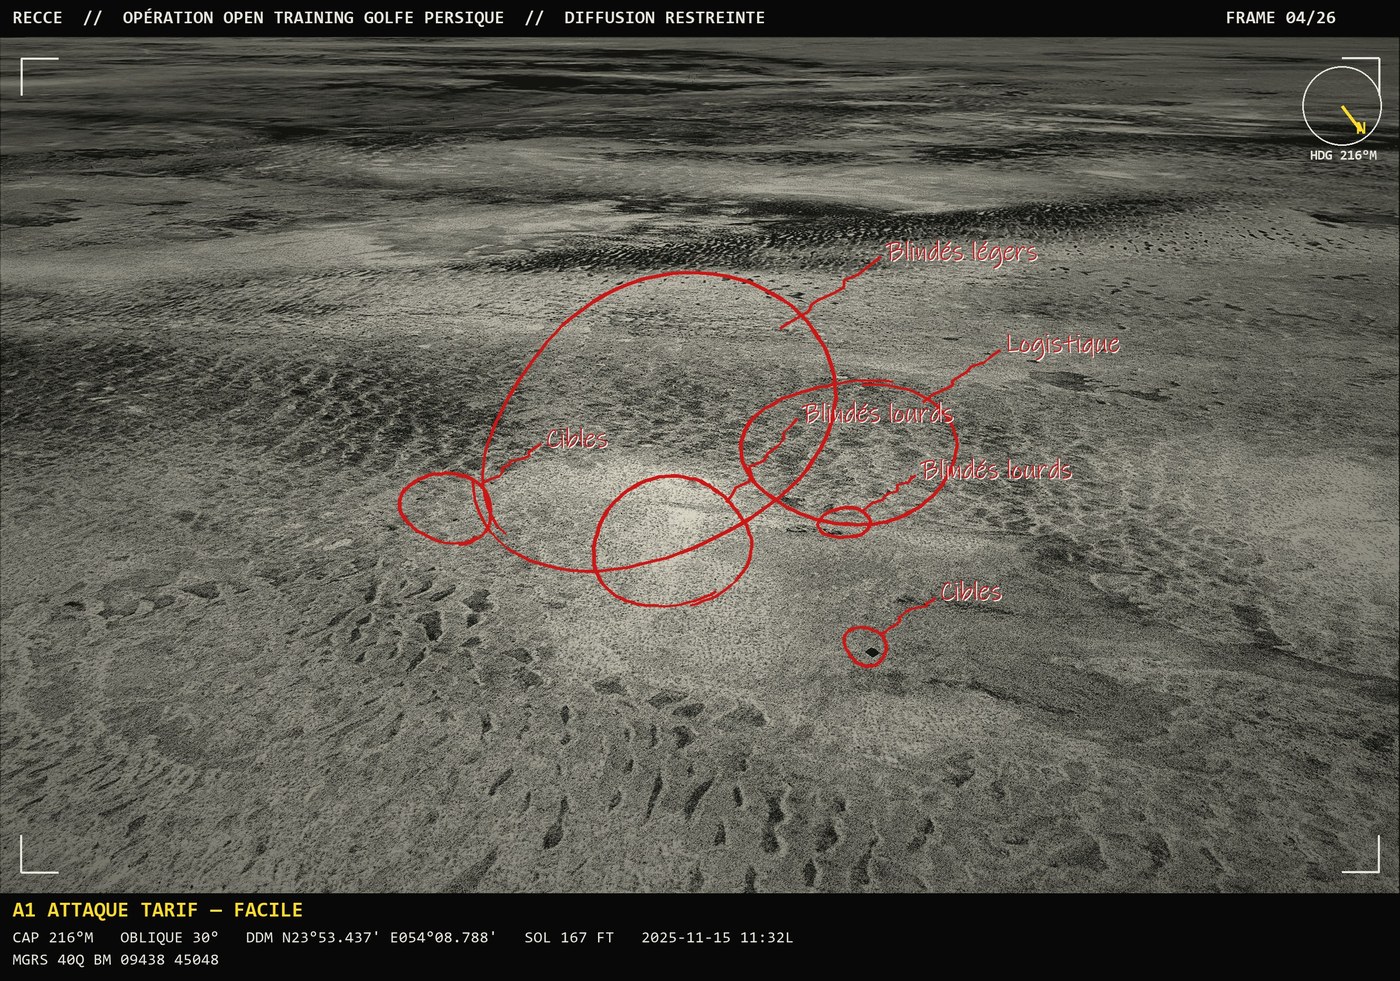 RECCE // OPÉRATION OPEN TRAINING GOLFE PERSIQUE // DIFFUSION RESTREINTE FRAME 04/26
N
HDG 216°M
Blindés légers
Logistique
Blindés lourds
Cibles
Blindés lourds
Cibles
A1 ATTAQUE TARIF — FACILE
CAP 216°M OBLIQUE 30° DDM N23°53.437' E054°08.788' SOL 167 FT 2025-11-15 11:32L
MGRS 40Q BM 09438 45048